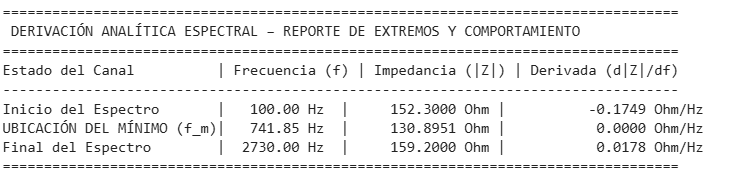 ==================================================================================
 DERIVACIÓN ANALÍTICA ESPECTRAL – REPORTE DE EXTREMOS Y COMPORTAMIENTO
==================================================================================
Estado del Canal          | Frecuencia (f) | Impedancia (|Z|) | Derivada (d|Z|/df)
----------------------------------------------------------------------------------
Inicio del Espectro       |   100.00 Hz  |     152.3000 Ohm |          -0.1749 Ohm/Hz
UBICACIÓN DEL MÍNIMO (f_m)|   741.85 Hz  |     130.8951 Ohm |           0.0000 Ohm/Hz
Final del Espectro        |  2730.00 Hz  |     159.2000 Ohm |           0.0178 Ohm/Hz
==================================================================================